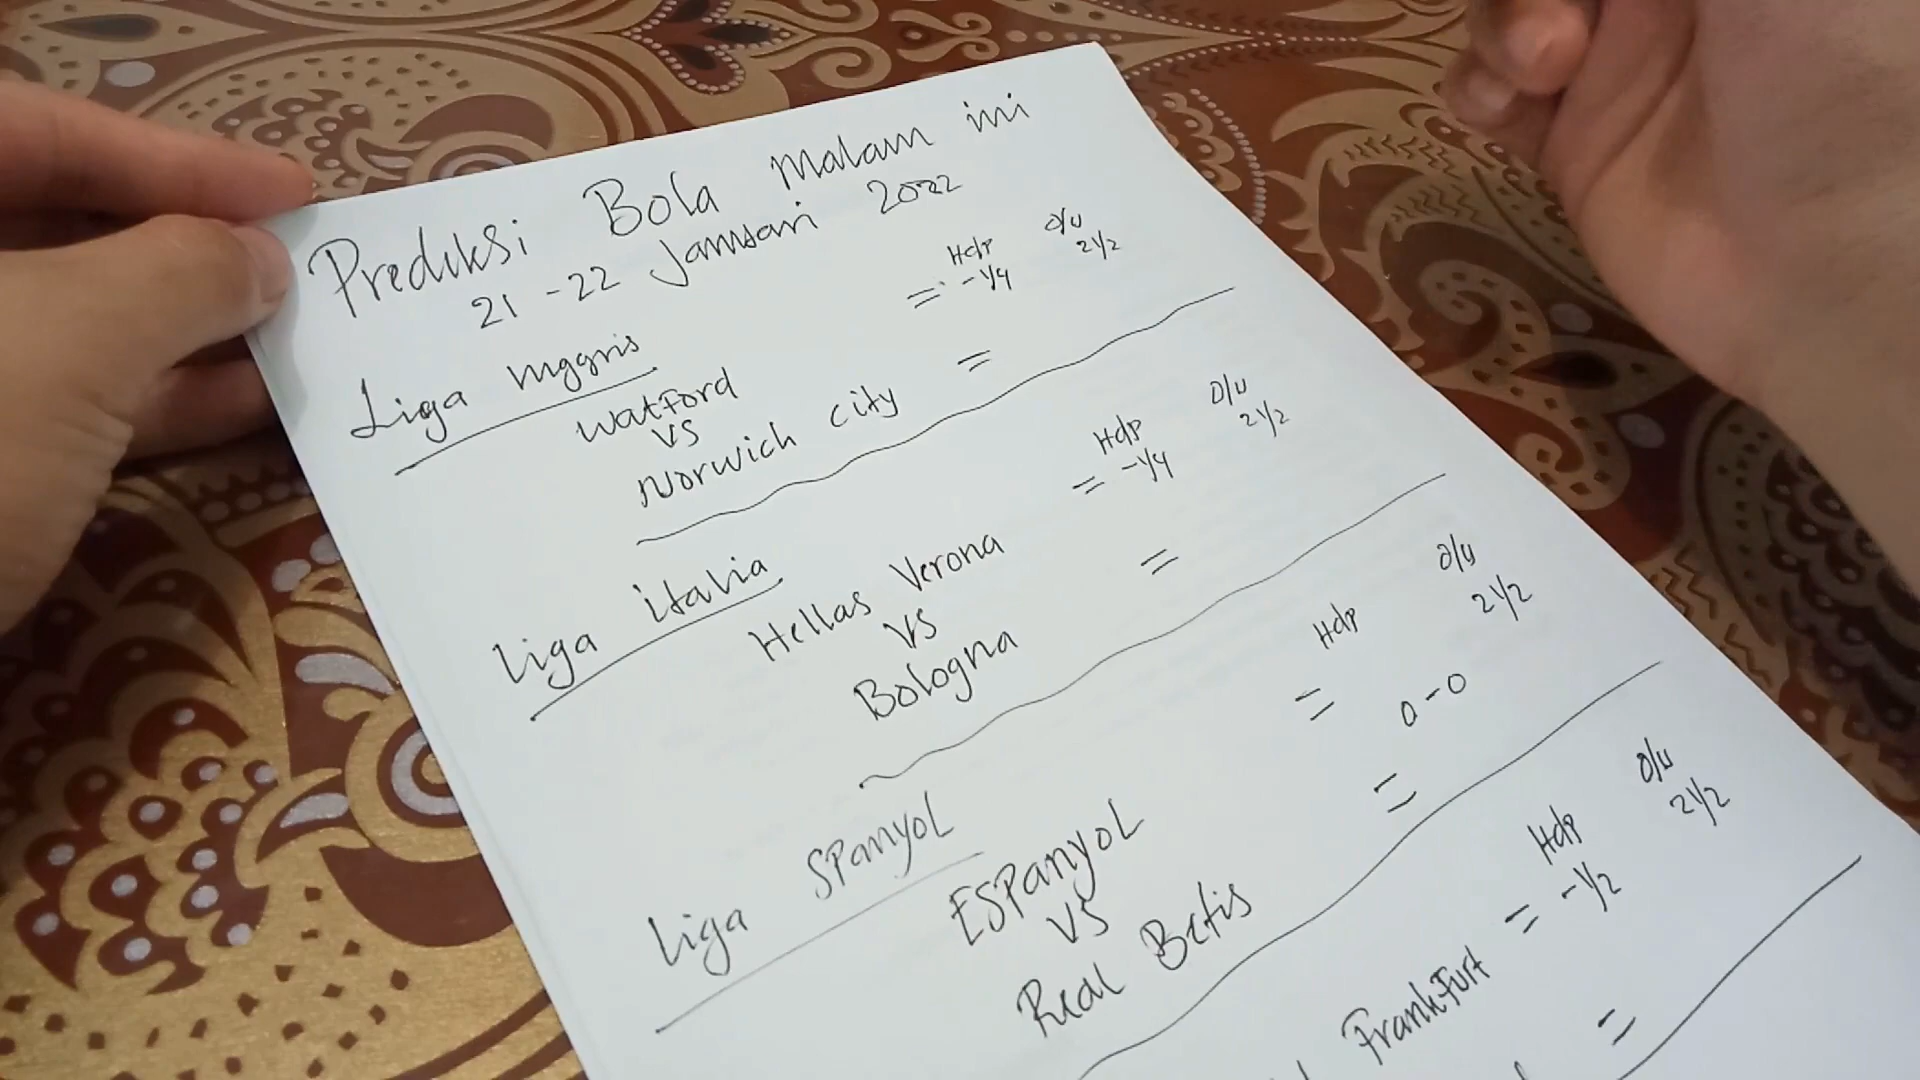 Prediksi Bola malam ini
21 - 22 Januari 2022
Liga inggris
Hdp O/U
Watford = -1/4 2 1/2
VS
Norwich City =
Liga italia
Hdp O/U
Hellas Verona = -1/4 2 1/2
VS
Bologna =
Liga SPanyoL
Hdp O/U
ESPanyoL = 2 1/2
VS 0-0
Real Betis =
Hdp O/U
FrankFurt = -1/2 2 1/2
=